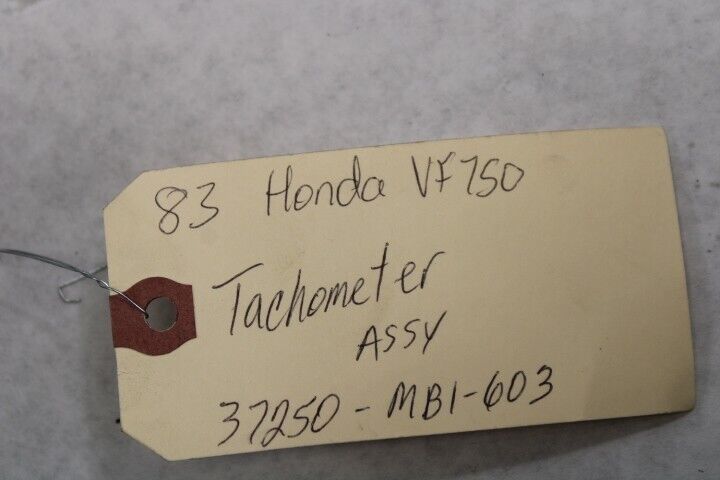 83 Honda VF750
Tachometer
ASSY
37250-MB1-603